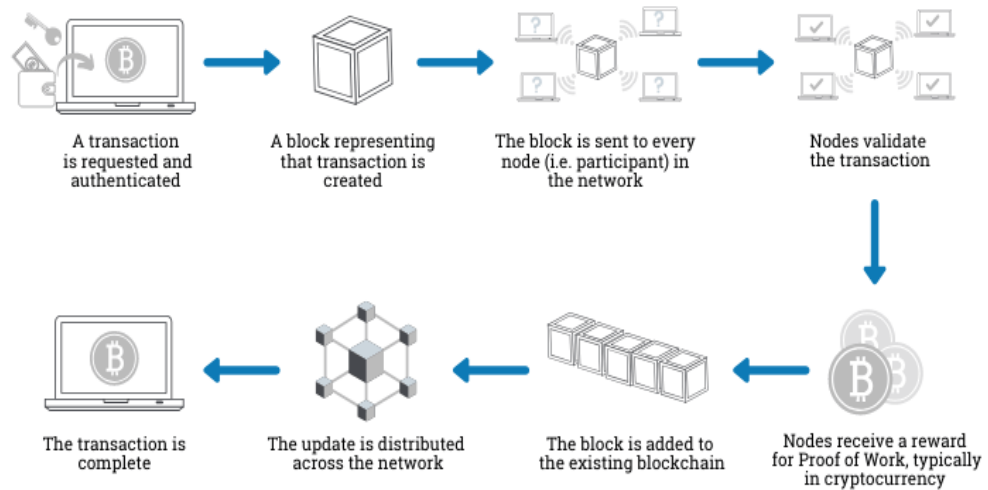 A transaction
is requested and
authenticated
A block representing
that transaction is
created
The block is sent to every
node (i.e. participant) in
the network
Nodes validate
the transaction
Nodes receive a reward
for Proof of Work, typically
in cryptocurrency
The block is added to
the existing blockchain
The update is distributed
across the network
The transaction is
complete